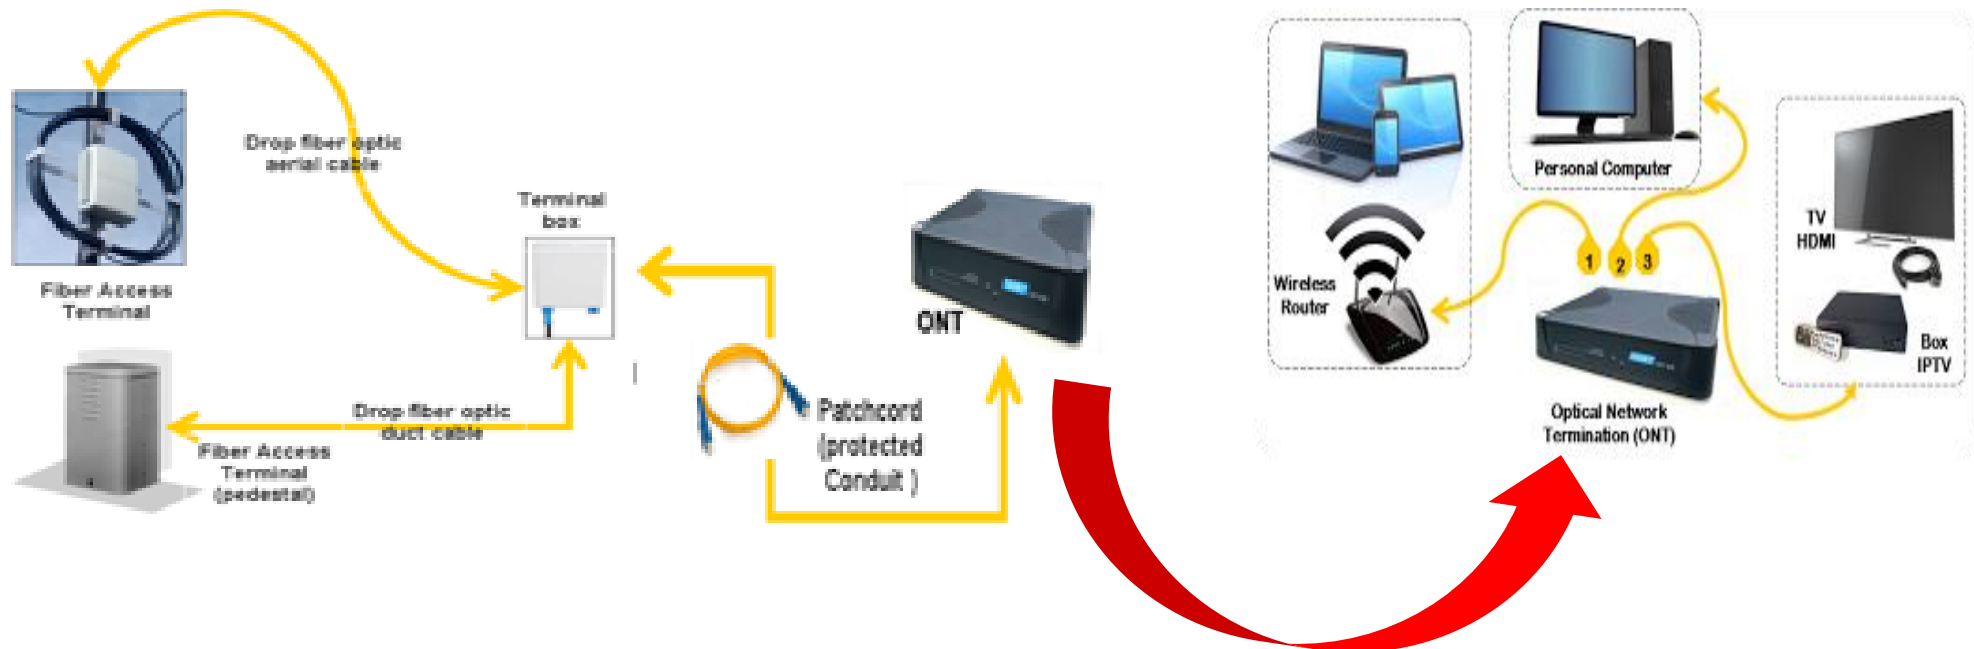 Drop fiber optic
aerial cable
Fiber Access
Terminal
Terminal
box
Drop fiber optic
duct cable
Fiber Access
Terminal
(pedestal)
Patchcord
(protected
Conduit )
ONT
Personal Computer
Wireless
Router
1
2
3
TV
HDMI
Box
IPTV
Optical Network
Termination (ONT)